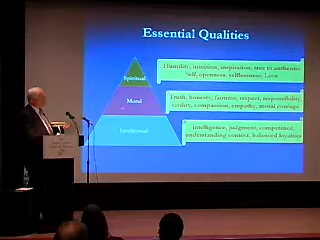 Essential Qualities
Spiritual
Humility, intuition, inspiration, true to authentic
Self, openness, selflessness, Love
Moral
Truth, honesty, fairness, respect, responsibility,
civility, compassion, empathy, moral courage
Intellectual
intelligence, judgment, competence,
understanding context, balanced loyalties